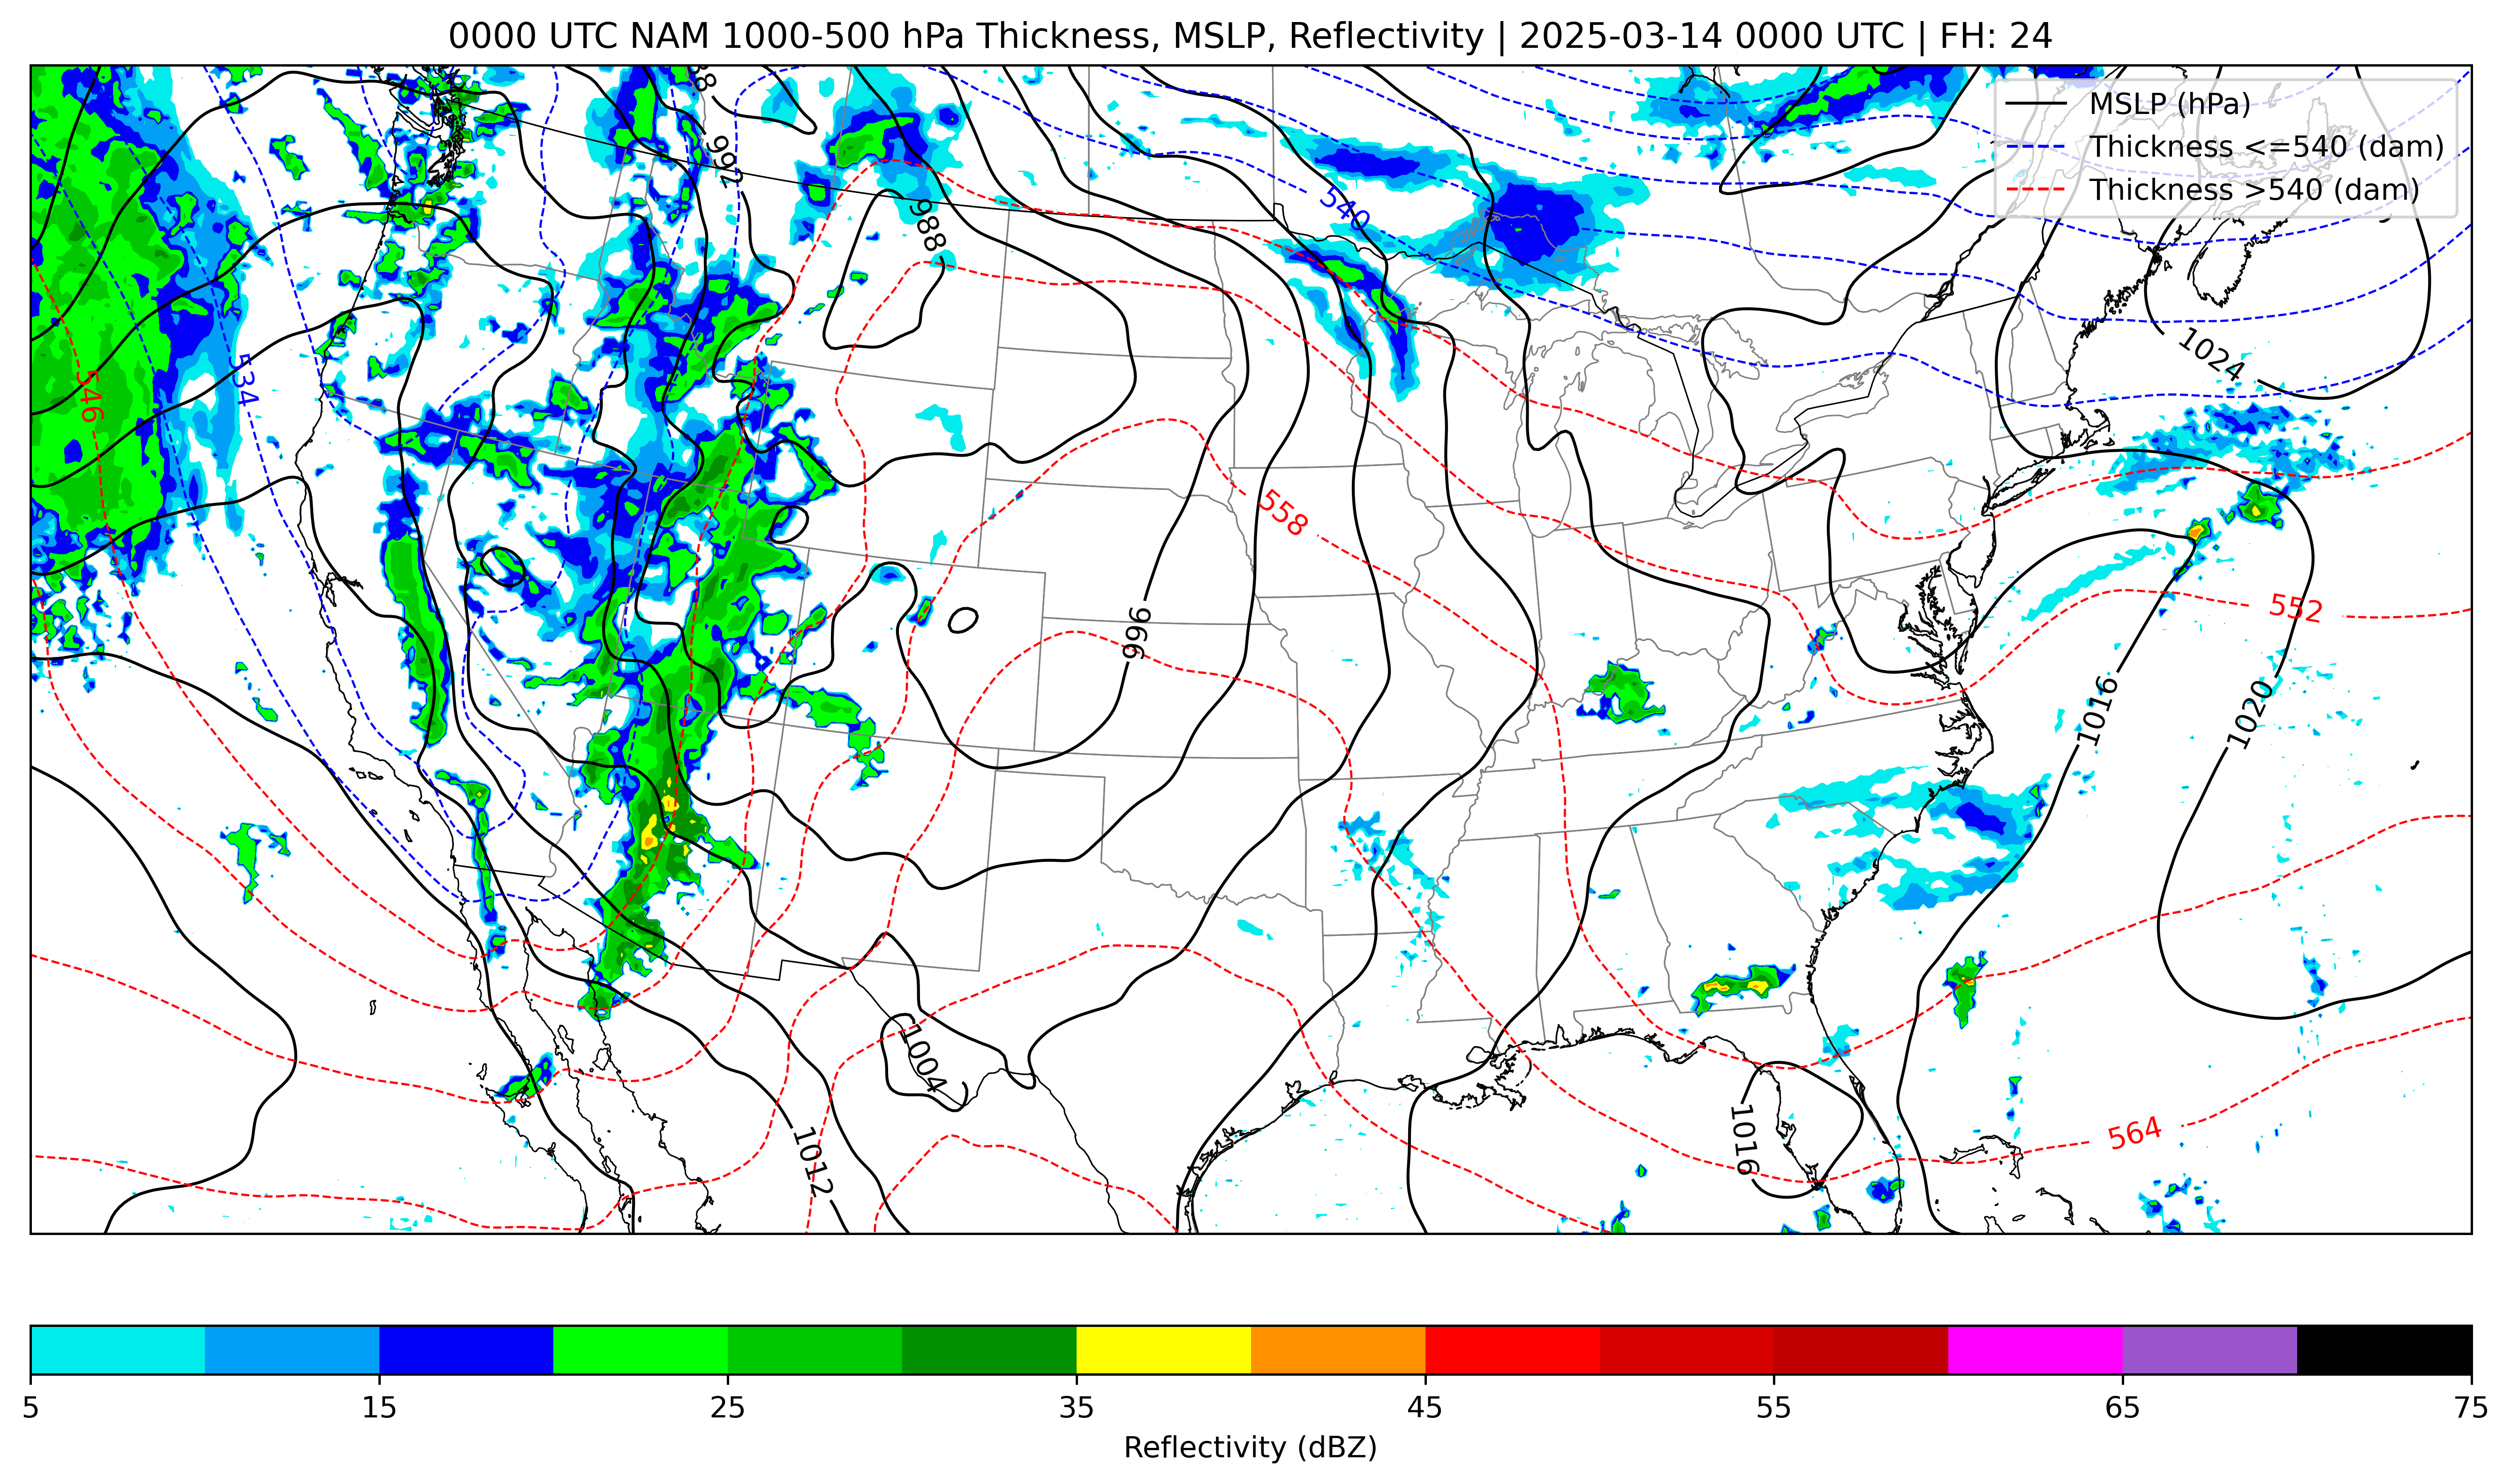 0000 UTC NAM 1000-500 hPa Thickness, MSLP, Reflectivity | 2025-03-14 0000 UTC | FH: 24
MSLP (hPa)
Thickness <=540 (dam)
Thickness >540 (dam)
992
988
540
1024
534
546
558
996
552
1016
1020
1004
1016
1012
564
5 15 25 35 45 55 65 75
Reflectivity (dBZ)